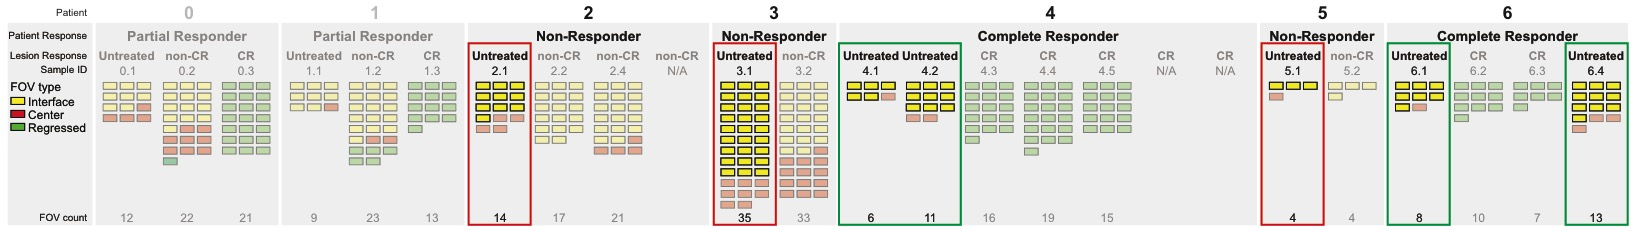 Patient 0 1 2 3 4 5 6
Patient Response Partial Responder Partial Responder Non-Responder Non-Responder Complete Responder Non-Responder Complete Responder
Lesion Response Untreated non-CR CR Untreated non-CR CR Untreated non-CR non-CR non-CR Untreated non-CR Untreated Untreated CR CR CR CR CR Untreated non-CR Untreated CR CR Untreated
Sample ID 0.1 0.2 0.3 1.1 1.2 1.3 2.1 2.2 2.4 N/A 3.1 3.2 4.1 4.2 4.3 4.4 4.5 N/A N/A 5.1 5.2 6.1 6.2 6.3 6.4
FOV type
Interface
Center
Regressed
FOV count 12 22 21 9 23 13 14 17 21 35 33 6 11 16 19 15 4 4 8 10 7 13